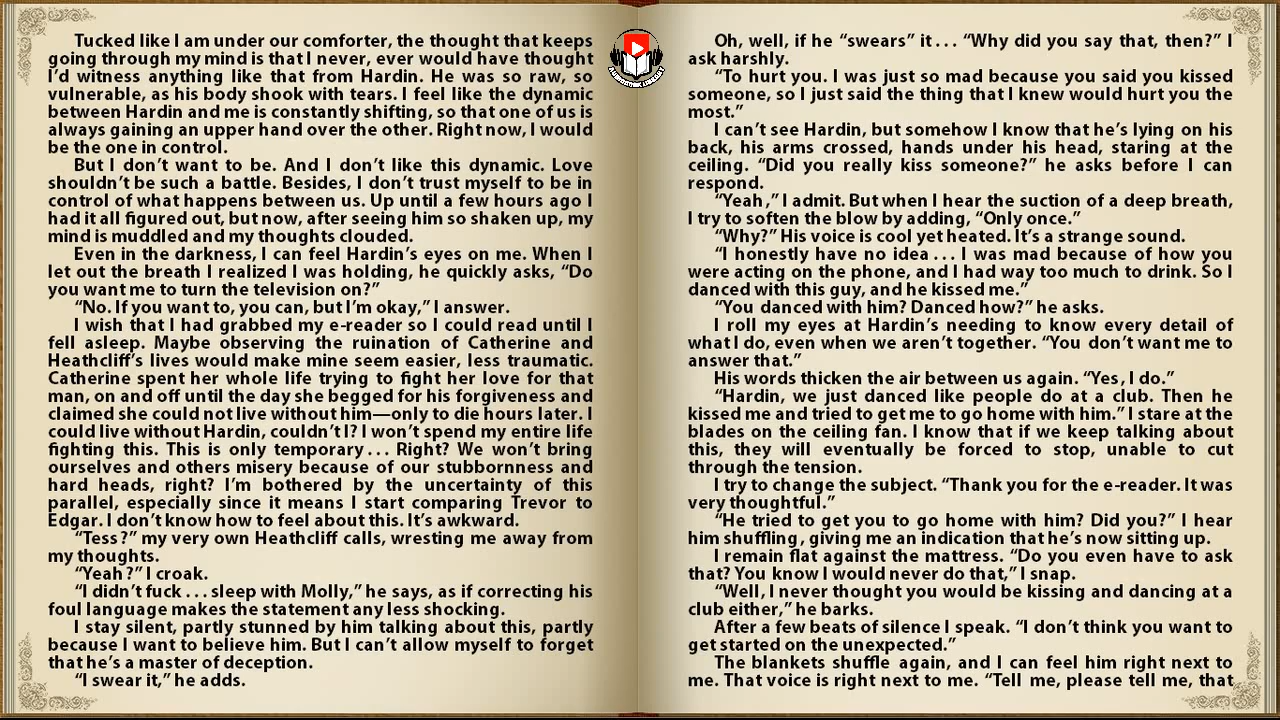 Tucked like I am under our comforter, the thought that keeps
going through my mind is that I never, ever would have thought
I’d witness anything like that from Hardin. He was so raw, so
vulnerable, as his body shook with tears. I feel like the dynamic
between Hardin and me is constantly shifting, so that one of us is
always gaining an upper hand over the other. Right now, I would
be the one in control.
But I don’t want to be. And I don’t like this dynamic. Love
shouldn’t be such a battle. Besides, I don’t trust myself to be in
control of what happens between us. Up until a few hours ago I
had it all figured out, but now, after seeing him so shaken up, my
mind is muddled and my thoughts clouded.
Even in the darkness, I can feel Hardin’s eyes on me. When I
let out the breath I realized I was holding, he quickly asks, “Do
you want me to turn the television on?”
“No. If you want to, you can, but I’m okay,” I answer.
I wish that I had grabbed my e-reader so I could read until I
fell asleep. Maybe observing the ruination of Catherine and
Heathcliff’s lives would make mine seem easier, less traumatic.
Catherine spent her whole life trying to fight her love for that
man, on and off until the day she begged for his forgiveness and
claimed she could not live without him—only to die hours later. I
could live without Hardin, couldn’t I? I won’t spend my entire life
fighting this. This is only temporary . . . Right? We won’t bring
ourselves and others misery because of our stubbornness and
hard heads, right? I’m bothered by the uncertainty of this
parallel, especially since it means I start comparing Trevor to
Edgar. I don’t know how to feel about this. It’s awkward.
“Tess?” my very own Heathcliff calls, wresting me away from
my thoughts.
“Yeah?” I croak.
“I didn’t fuck . . . sleep with Molly,” he says, as if correcting his
foul language makes the statement any less shocking.
I stay silent, partly stunned by him talking about this, partly
because I want to believe him. But I can’t allow myself to forget
that he’s a master of deception.
“I swear it,” he adds.
Oh, well, if he “swears” it . . . “Why did you say that, then?” I
ask harshly.
“To hurt you. I was just so mad because you said you kissed
someone, so I just said the thing that I knew would hurt you the
most.”
I can’t see Hardin, but somehow I know that he’s lying on his
back, his arms crossed, hands under his head, staring at the
ceiling. “Did you really kiss someone?” he asks before I can
respond.
“Yeah,” I admit. But when I hear the suction of a deep breath,
I try to soften the blow by adding, “Only once.”
“Why?” His voice is cool yet heated. It’s a strange sound.
“I honestly have no idea . . . I was mad because of how you
were acting on the phone, and I had way too much to drink. So I
danced with this guy, and he kissed me.”
“You danced with him? Danced how?” he asks.
I roll my eyes at Hardin’s needing to know every detail of
what I do, even when we aren’t together. “You don’t want me to
answer that.”
His words thicken the air between us again. “Yes, I do.”
“Hardin, we just danced like people do at a club. Then he
kissed me and tried to get me to go home with him.” I stare at the
blades on the ceiling fan. I know that if we keep talking about
this, they will eventually be forced to stop, unable to cut
through the tension.
I try to change the subject. “Thank you for the e-reader. It was
very thoughtful.”
“He tried to get you to go home with him? Did you?” I hear
him shuffling, giving me an indication that he’s now sitting up.
I remain flat against the mattress. “Do you even have to ask
that? You know I would never do that,” I snap.
“Well, I never thought you would be kissing and dancing at a
club either,” he barks.
After a few beats of silence I speak. “I don’t think you want to
get started on the unexpected.”
The blankets shuffle again, and I can feel him right next to
me. That voice is right next to me. “Tell me, please tell me, that